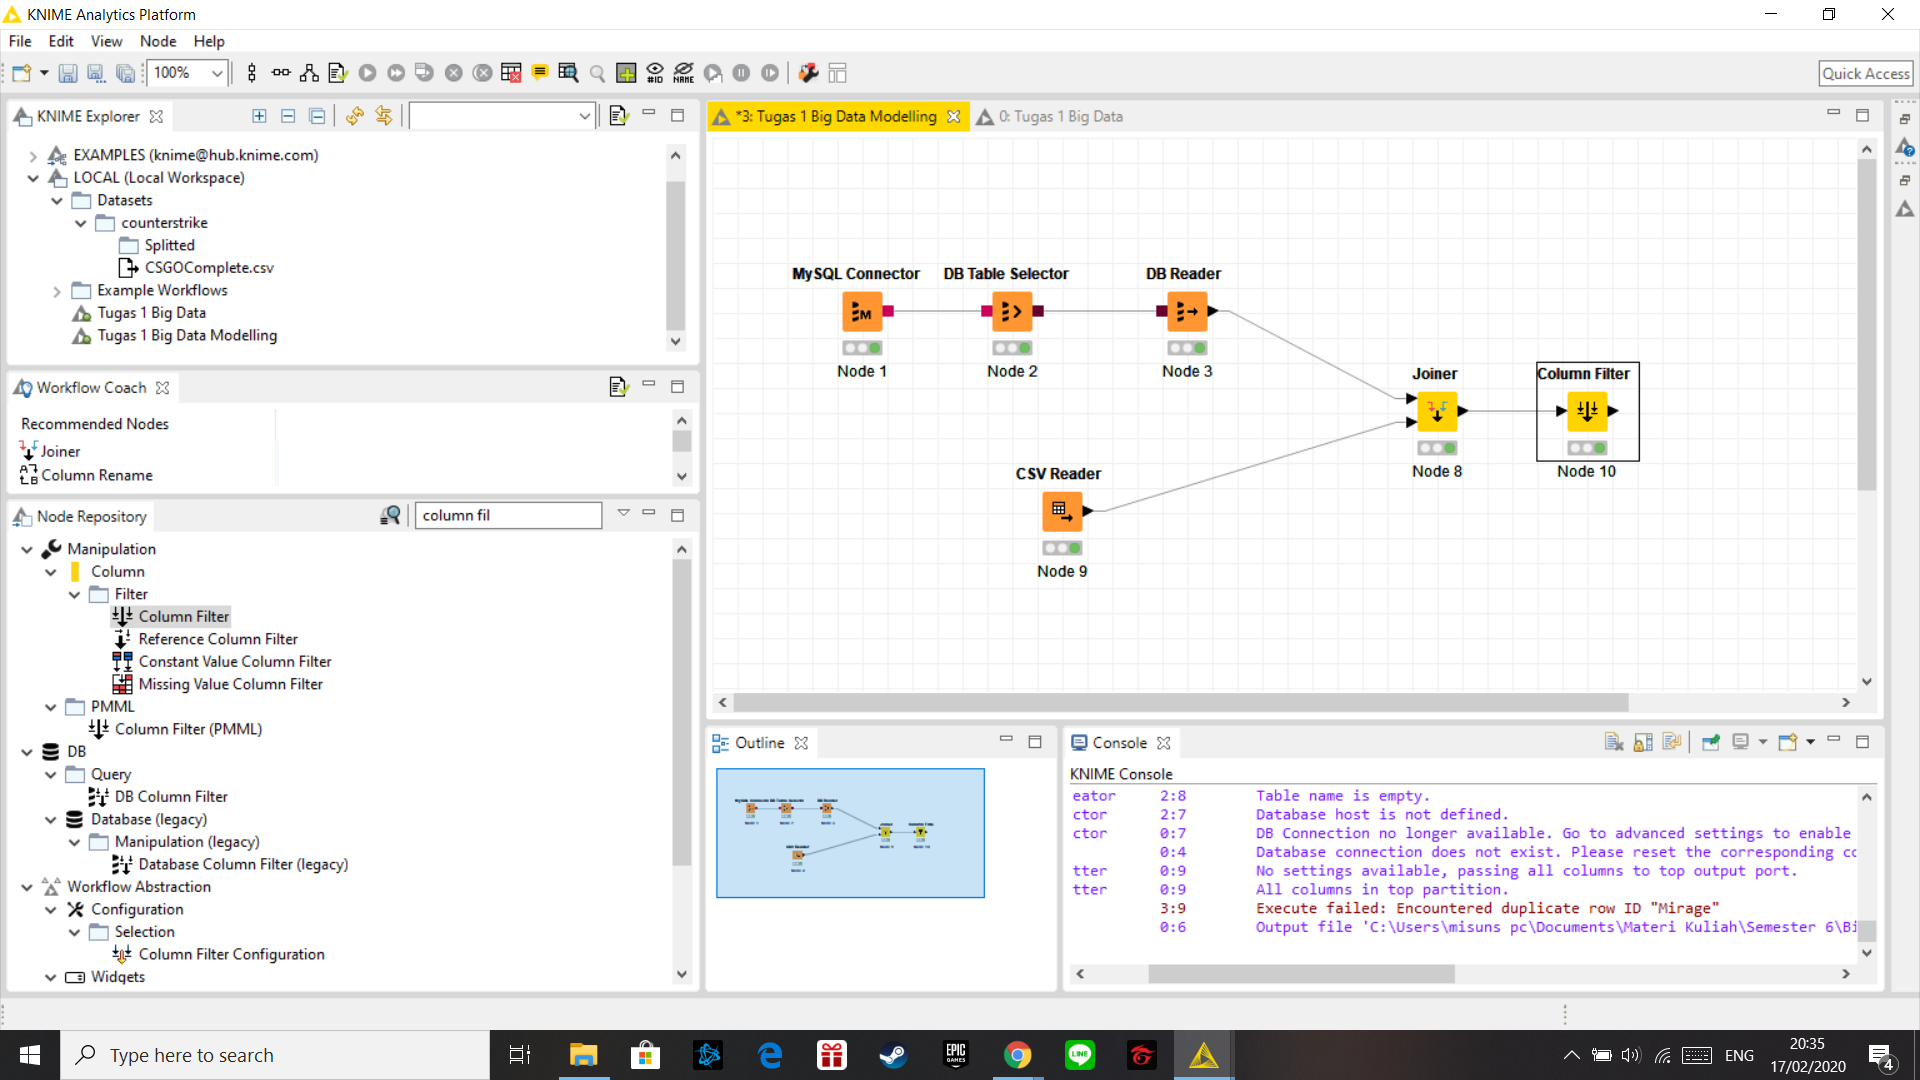 KNIME Analytics Platform
File Edit View Node Help
100%
#ID
NAME
Quick Access
KNIME Explorer
EXAMPLES (knime@hub.knime.com)
LOCAL (Local Workspace)
Datasets
counterstrike
Splitted
CSGOComplete.csv
Example Workflows
Tugas 1 Big Data
Tugas 1 Big Data Modelling
Workflow Coach
Recommended Nodes
Joiner
Column Rename
Node Repository
column fil
Manipulation
Column
Filter
Column Filter
Reference Column Filter
Constant Value Column Filter
Missing Value Column Filter
PMML
Column Filter (PMML)
DB
Query
DB Column Filter
Database (legacy)
Manipulation (legacy)
Database Column Filter (legacy)
Workflow Abstraction
Configuration
Selection
Column Filter Configuration
Widgets
*3: Tugas 1 Big Data Modelling
0: Tugas 1 Big Data
MySQL Connector
DB Table Selector
DB Reader
M
Node 1
Node 2
Node 3
Joiner
Column Filter
Node 8
Node 10
CSV Reader
Node 9
Outline
Console
KNIME Console
eator 2:8 Table name is empty.
ctor 2:7 Database host is not defined.
ctor 0:7 DB Connection no longer available. Go to advanced settings to enable
0:4 Database connection does not exist. Please reset the corresponding cc
tter 0:9 No settings available, passing all columns to top output port.
tter 0:9 All columns in top partition.
3:9 Execute failed: Encountered duplicate row ID "Mirage"
0:6 Output file 'C:\Users\misuns pc\Documents\Materi Kuliah\Semester 6\Bi
Type here to search
EPIC
GAMES
LINE
ENG
20:35
17/02/2020
4